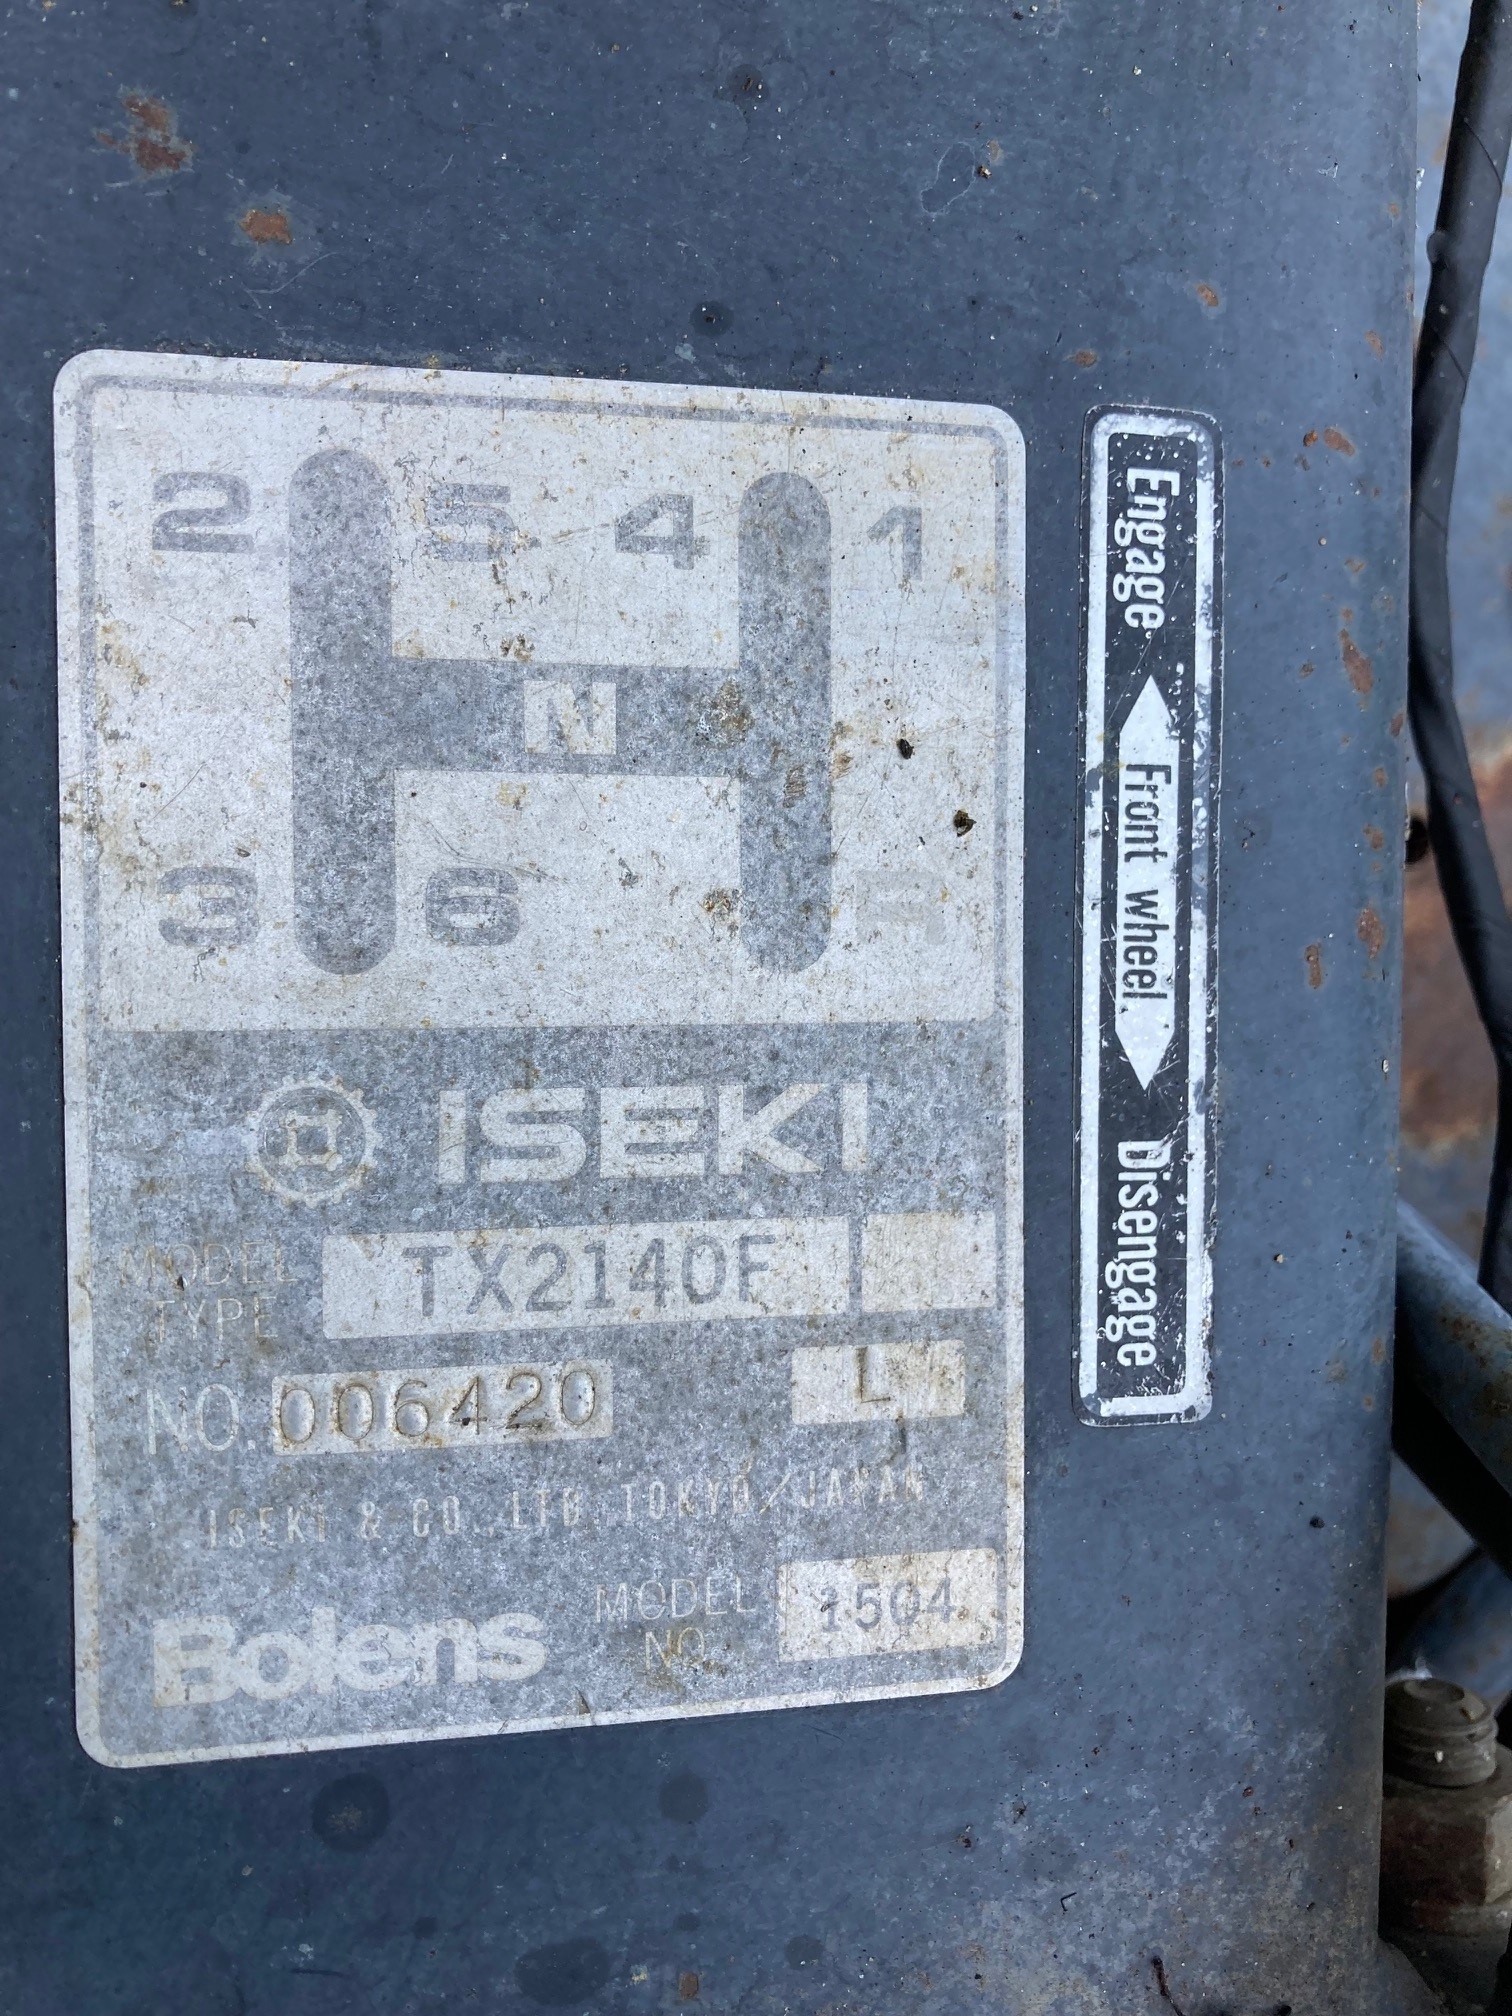 2 5 4 1
N
3 6 R
ISEKI
MODEL TYPE TX2140F
NO. 006420 L
ISEKI & CO., LTD. TOKYO/JAPAN
Bolens MODEL NO. 1504
Engage Front wheel Disengage